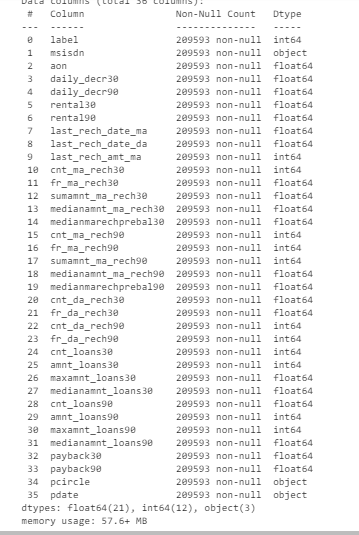 Data columns (total 36 columns):
# Column Non-Null Count Dtype
--- ------ -------------- -----
0 label 209593 non-null int64
1 msisdn 209593 non-null object
2 aon 209593 non-null float64
3 daily_decr30 209593 non-null float64
4 daily_decr90 209593 non-null float64
5 rental30 209593 non-null float64
6 rental90 209593 non-null float64
7 last_rech_date_ma 209593 non-null float64
8 last_rech_date_da 209593 non-null float64
9 last_rech_amt_ma 209593 non-null int64
10 cnt_ma_rech30 209593 non-null int64
11 fr_ma_rech30 209593 non-null float64
12 sumamnt_ma_rech30 209593 non-null float64
13 medianamnt_ma_rech30 209593 non-null float64
14 medianmarechprebal30 209593 non-null float64
15 cnt_ma_rech90 209593 non-null int64
16 fr_ma_rech90 209593 non-null int64
17 sumamnt_ma_rech90 209593 non-null int64
18 medianamnt_ma_rech90 209593 non-null float64
19 medianmarechprebal90 209593 non-null float64
20 cnt_da_rech30 209593 non-null float64
21 fr_da_rech30 209593 non-null float64
22 cnt_da_rech90 209593 non-null int64
23 fr_da_rech90 209593 non-null int64
24 cnt_loans30 209593 non-null int64
25 amnt_loans30 209593 non-null int64
26 maxamnt_loans30 209593 non-null float64
27 medianamnt_loans30 209593 non-null float64
28 cnt_loans90 209593 non-null float64
29 amnt_loans90 209593 non-null int64
30 maxamnt_loans90 209593 non-null int64
31 medianamnt_loans90 209593 non-null float64
32 payback30 209593 non-null float64
33 payback90 209593 non-null float64
34 pcircle 209593 non-null object
35 pdate 209593 non-null object
dtypes: float64(21), int64(12), object(3)
memory usage: 57.6+ MB